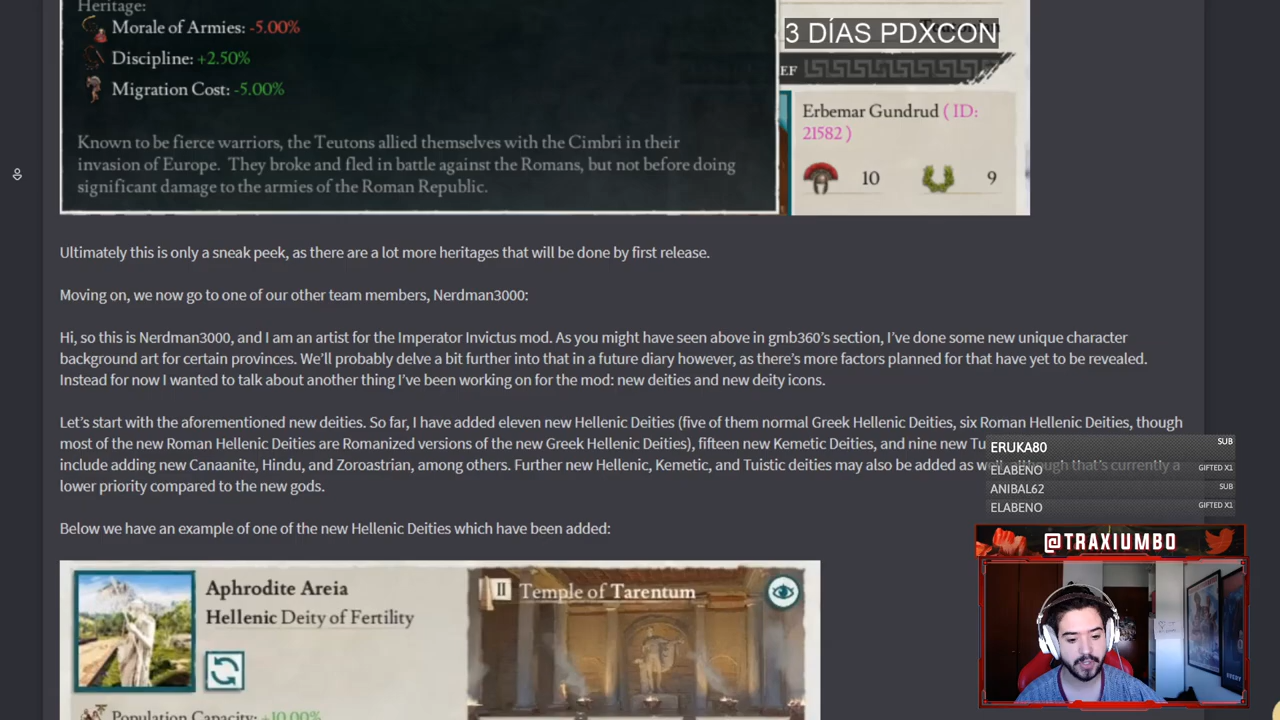 Heritage:
Morale of Armies: -5.00%
Discipline: +2.50%
Migration Cost: -5.00%
Known to be fierce warriors, the Teutons allied themselves with the Cimbri in their
invasion of Europe. They broke and fled in battle against the Romans, but not before doing
significant damage to the armies of the Roman Republic.
3 DÍAS PDXCON
EF
Erbemar Gundrud ( ID:
21582 )
10 9
Ultimately this is only a sneak peek, as there are a lot more heritages that will be done by first release.
Moving on, we now go to one of our other team members, Nerdman3000:
Hi, so this is Nerdman3000, and I am an artist for the Imperator Invictus mod. As you might have seen above in gmb360's section, I've done some new unique character
background art for certain provinces. We'll probably delve a bit further into that in a future diary however, as there's more factors planned for that have yet to be revealed.
Instead for now I wanted to talk about another thing I've been working on for the mod: new deities and new deity icons.
Let's start with the aforementioned new deities. So far, I have added eleven new Hellenic Deities (five of them normal Greek Hellenic Deities, six Roman Hellenic Deities, though
most of the new Roman Hellenic Deities are Romanized versions of the new Greek Hellenic Deities), fifteen new Kemetic Deities, and nine new Tu
include adding new Canaanite, Hindu, and Zoroastrian, among others. Further new Hellenic, Kemetic, and Tuistic deities may also be added as well, although that's currently a
lower priority compared to the new gods.
Below we have an example of one of the new Hellenic Deities which have been added:
ERUKA80 SUB
ELABENO GIFTED X1
ANIBAL62 SUB
ELABENO GIFTED X1
@TRAXIUMBO
Aphrodite Areia
Hellenic Deity of Fertility
II Temple of Tarentum
Population Capacity: +10.00%